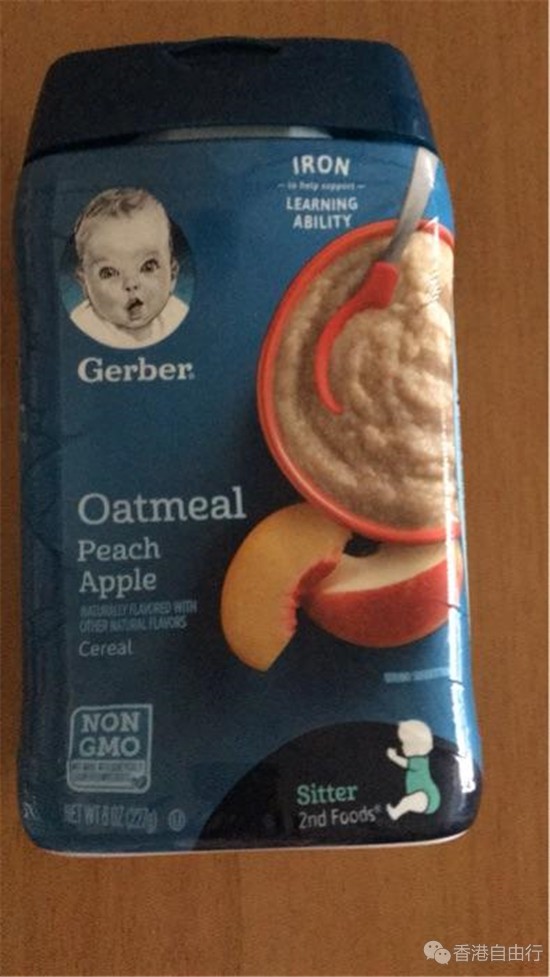 IRON
to help support
LEARNING
ABILITY
Gerber®
Oatmeal
Peach
Apple
NATURALLY FLAVORED WITH
OTHER NATURAL FLAVORS
Cereal
NON
GMO
NET WT 8 OZ (227g)
Sitter
2nd Foods®
香港自由行